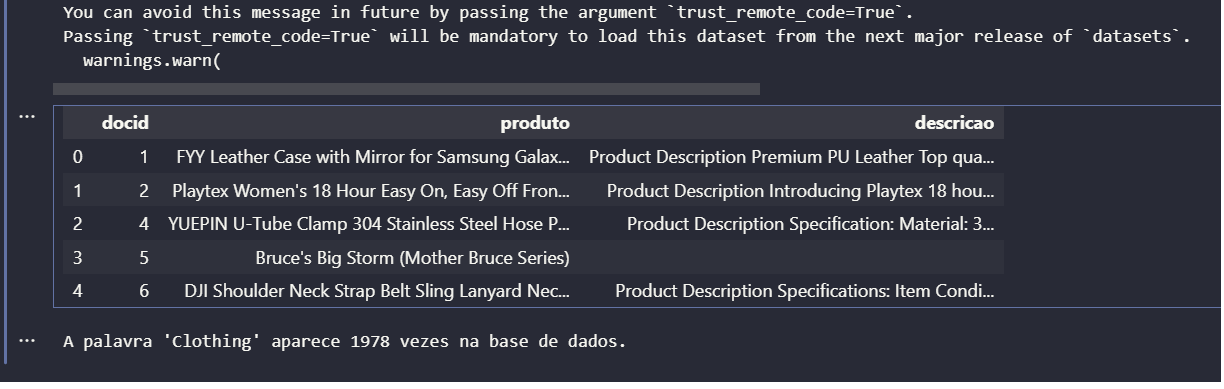 You can avoid this message in future by passing the argument `trust_remote_code=True`.
Passing `trust_remote_code=True` will be mandatory to load this dataset from the next major release of `datasets`.
warnings.warn(
...
docid produto descricao
0 1 FYY Leather Case with Mirror for Samsung Galax... Product Description Premium PU Leather Top qua...
1 2 Playtex Women's 18 Hour Easy On, Easy Off Fron... Product Description Introducing Playtex 18 hou...
2 4 YUEPIN U-Tube Clamp 304 Stainless Steel Hose P... Product Description Specification: Material: 3...
3 5 Bruce's Big Storm (Mother Bruce Series)
4 6 DJI Shoulder Neck Strap Belt Sling Lanyard Nec... Product Description Specifications: Item Condi...
... A palavra 'Clothing' aparece 1978 vezes na base de dados.